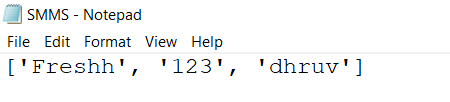 SMMS - Notepad
File Edit Format View Help
['Freshh', '123', 'dhruv']